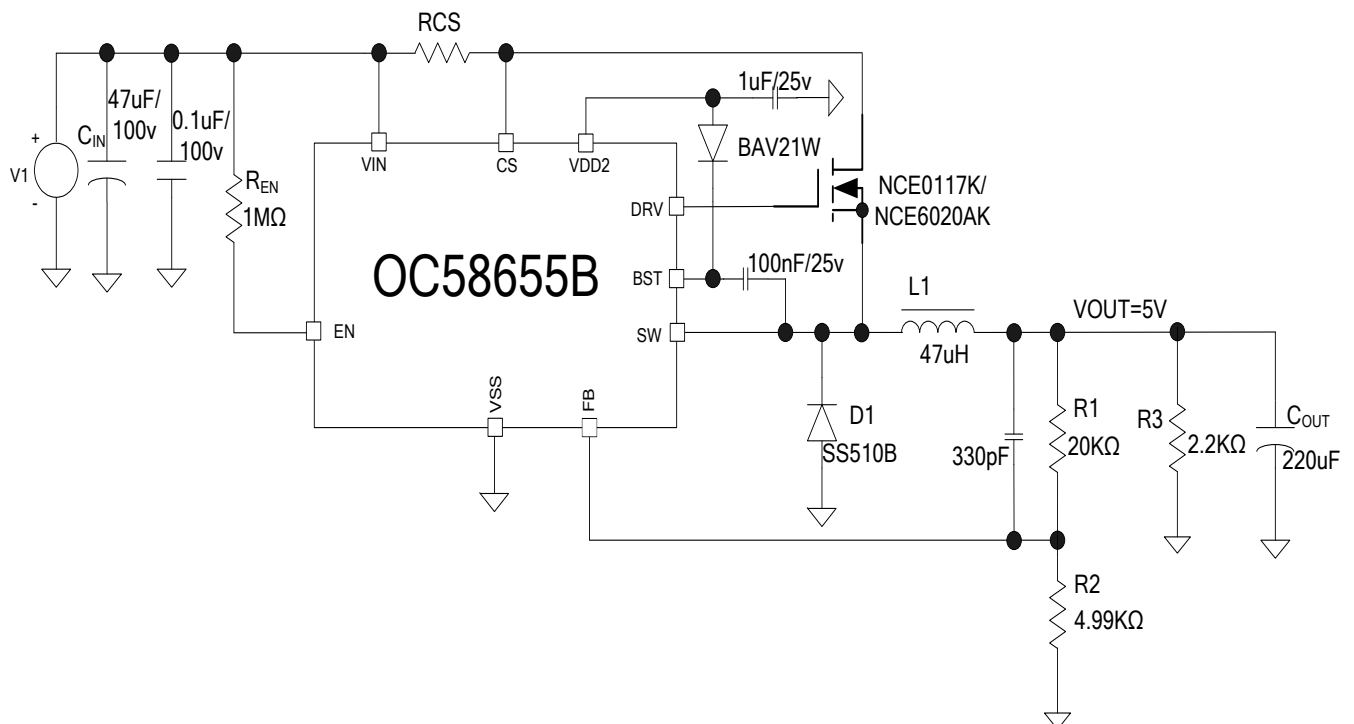 RCS
47uF/
100v
CIN
0.1uF/
100v
+
V1
-
REN
1MΩ
1uF/25v
BAV21W
VIN
CS
VDD2
DRV
NCE0117K/
NCE6020AK
OC58655B
BST
100nF/25v
EN
SW
L1
47uH
VOUT=5V
VSS
FB
D1
SS510B
330pF
R1
20KΩ
R3
2.2KΩ
COUT
220uF
R2
4.99KΩ